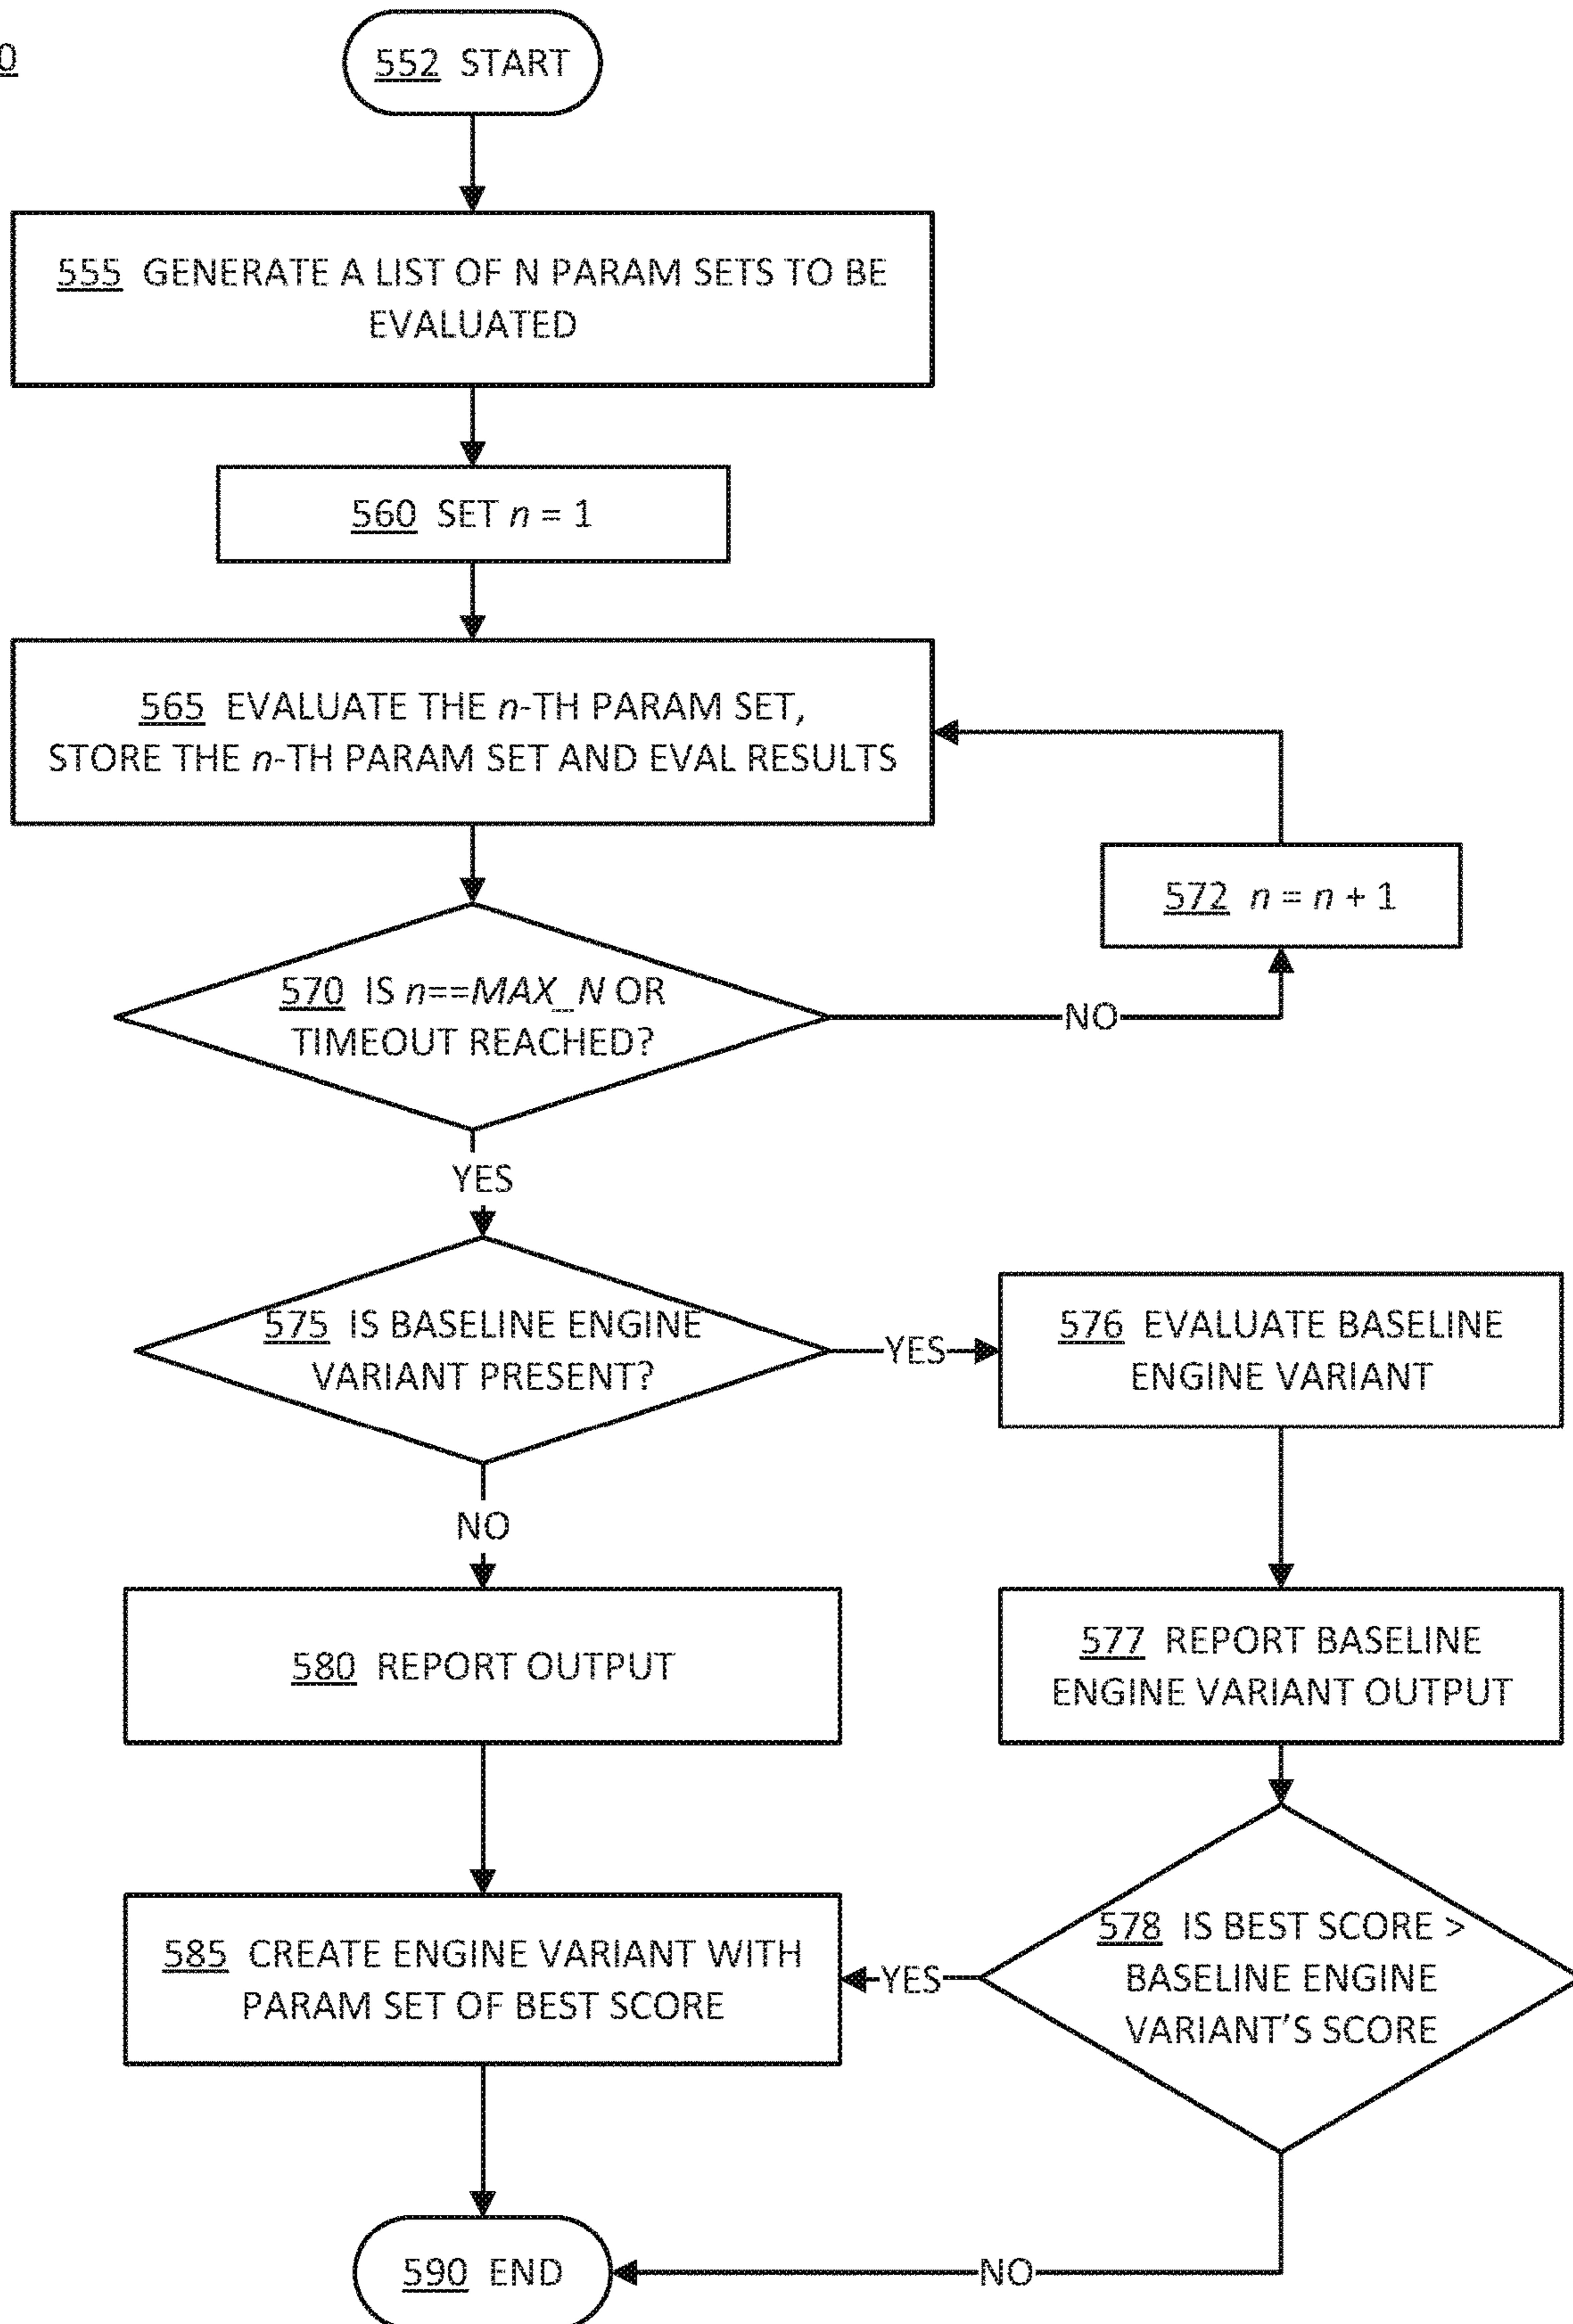 0
552 START
555 GENERATE A LIST OF N PARAM SETS TO BE
EVALUATED
560 SET n = 1
565 EVALUATE THE n-TH PARAM SET,
STORE THE n-TH PARAM SET AND EVAL RESULTS
572 n = n + 1
570 IS n==MAX_N OR
TIMEOUT REACHED?
NO
YES
575 IS BASELINE ENGINE
VARIANT PRESENT?
YES
576 EVALUATE BASELINE
ENGINE VARIANT
NO
580 REPORT OUTPUT
577 REPORT BASELINE
ENGINE VARIANT OUTPUT
585 CREATE ENGINE VARIANT WITH
PARAM SET OF BEST SCORE
YES
578 IS BEST SCORE >
BASELINE ENGINE
VARIANT'S SCORE
590 END
NO